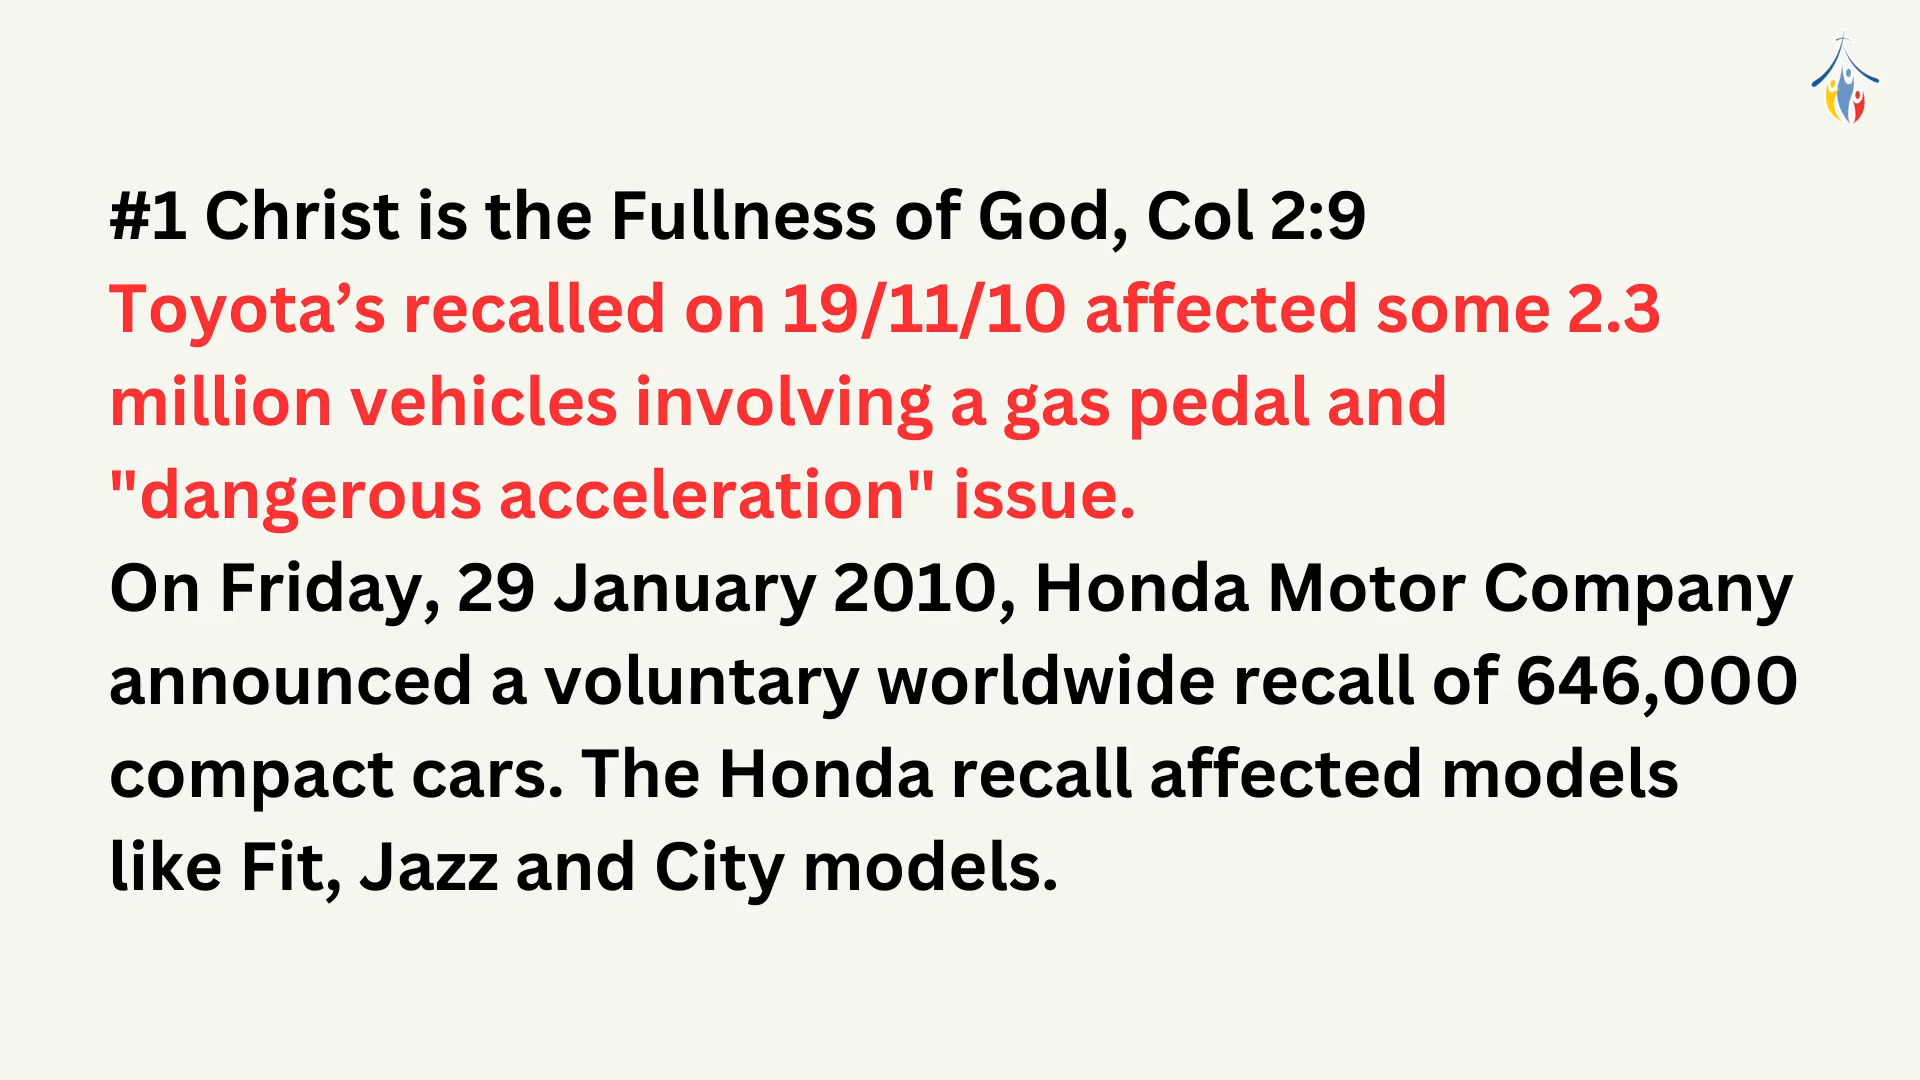 #1 Christ is the Fullness of God, Col 2:9
Toyota’s recalled on 19/11/10 affected some 2.3
million vehicles involving a gas pedal and
"dangerous acceleration" issue.
On Friday, 29 January 2010, Honda Motor Company
announced a voluntary worldwide recall of 646,000
compact cars. The Honda recall affected models
like Fit, Jazz and City models.